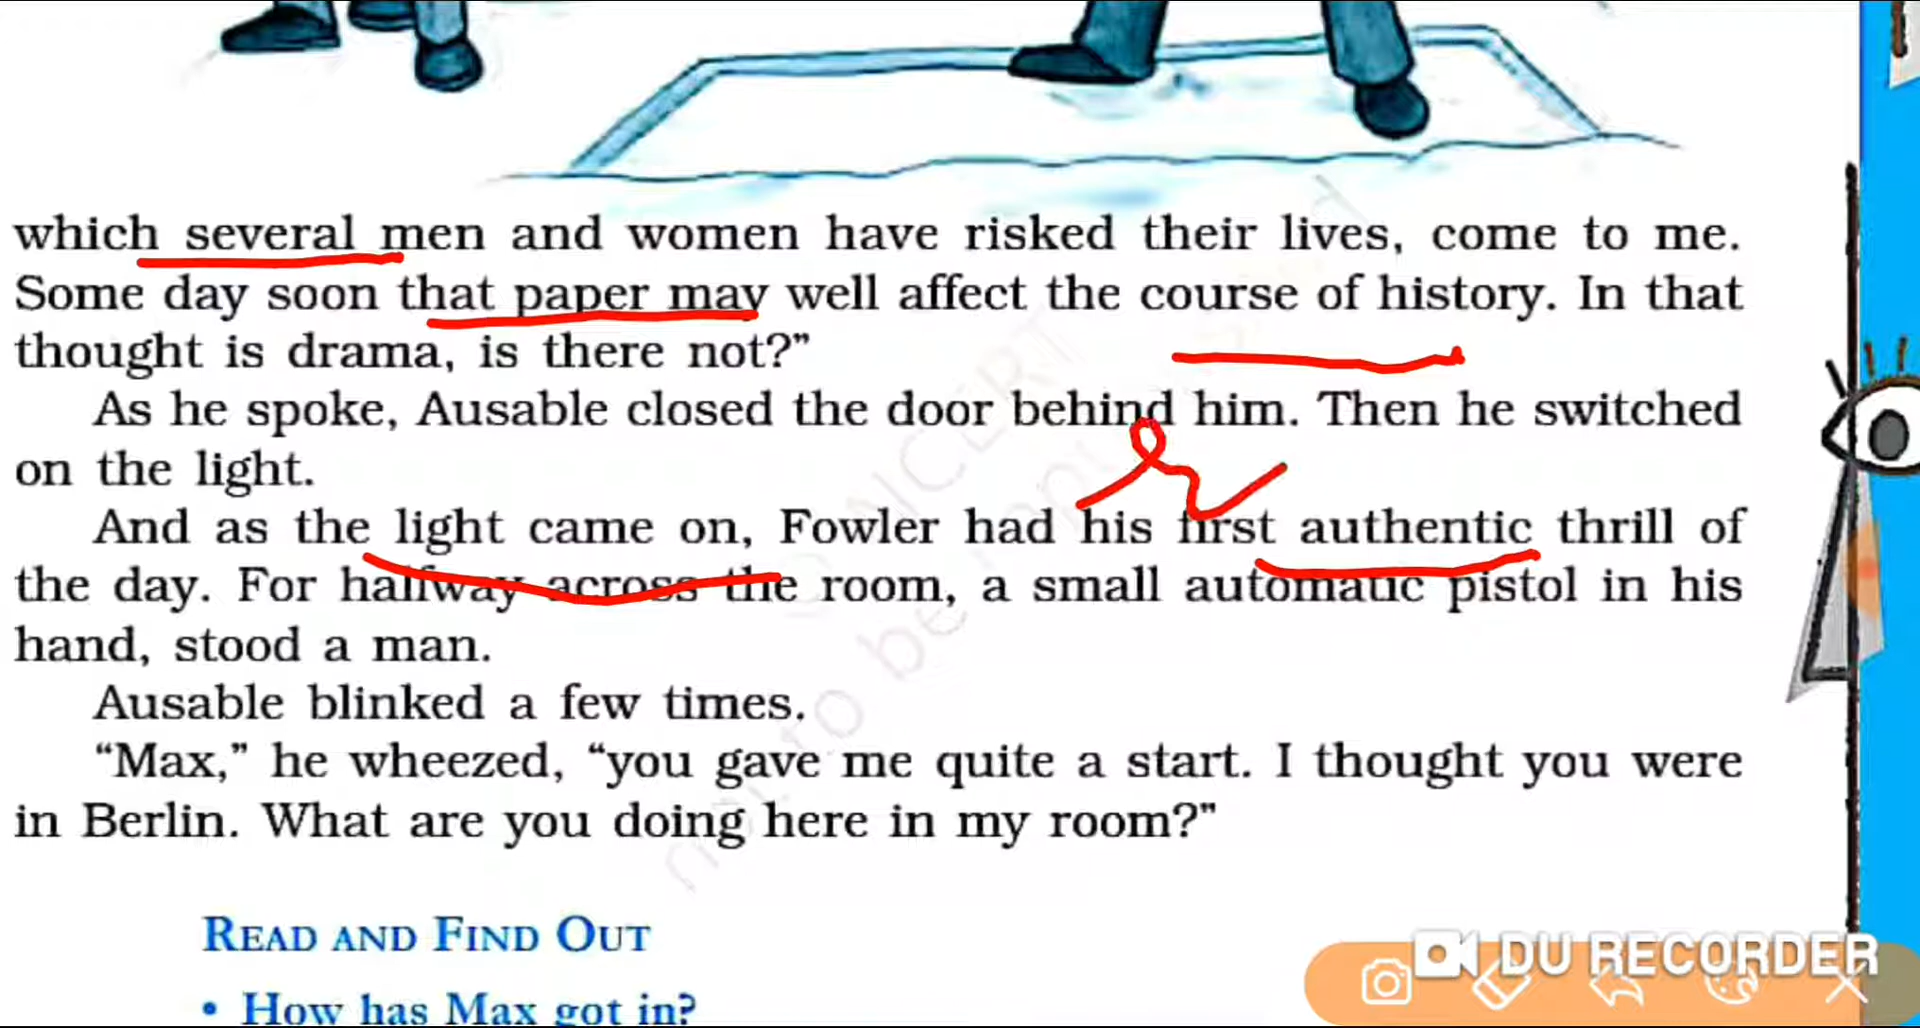 which several men and women have risked their lives, come to me.
Some day soon that paper may well affect the course of history. In that
thought is drama, is there not?”
As he spoke, Ausable closed the door behind him. Then he switched
on the light.
And as the light came on, Fowler had his first authentic thrill of
the day. For halfway across the room, a small automatic pistol in his
hand, stood a man.
Ausable blinked a few times.
“Max,” he wheezed, “you gave me quite a start. I thought you were
in Berlin. What are you doing here in my room?”
READ AND FIND OUT
• How has Max got in?
DU RECORDER